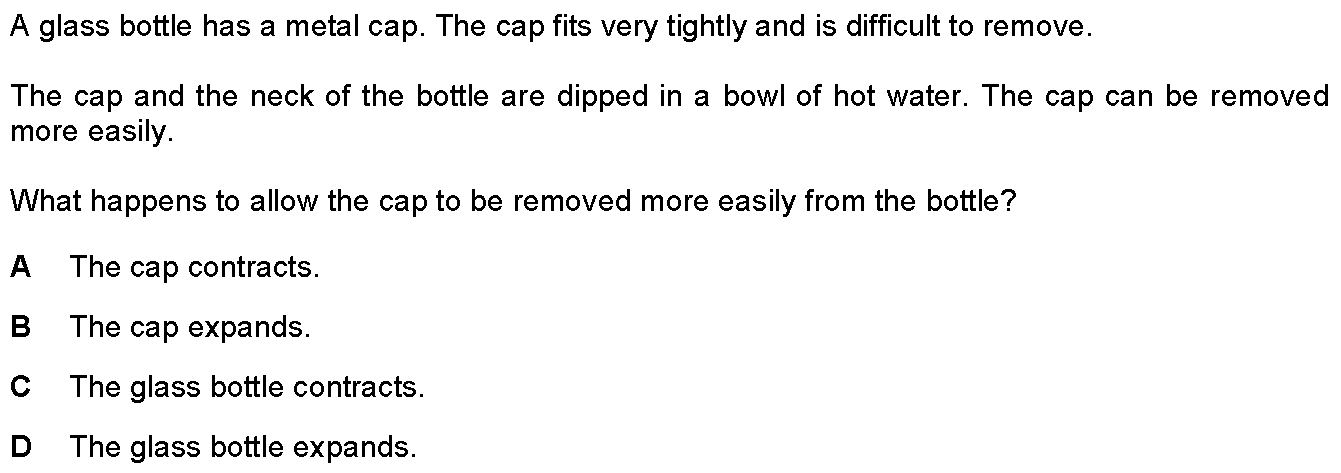 A glass bottle has a metal cap. The cap fits very tightly and is difficult to remove.
The cap and the neck of the bottle are dipped in a bowl of hot water. The cap can be removed
more easily.
What happens to allow the cap to be removed more easily from the bottle?
A The cap contracts.
B The cap expands.
C The glass bottle contracts.
D The glass bottle expands.